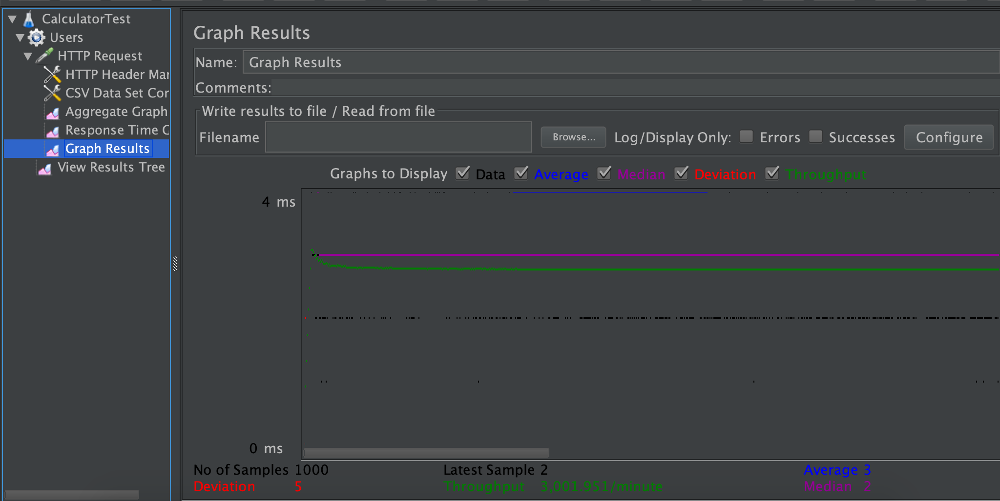 CalculatorTest
Users
HTTP Request
HTTP Header Mar
CSV Data Set Cor
Aggregate Graph
Response Time G
Graph Results
View Results Tree
Graph Results
Name: Graph Results
Comments:
Write results to file / Read from file
Filename Browse... Log/Display Only: Errors Successes Configure
Graphs to Display Data Average Median Deviation Throughput
4 ms
0 ms
No of Samples 1000 Latest Sample 2 Average 3
Deviation 5 Throughput 3,001.951/minute Median 2